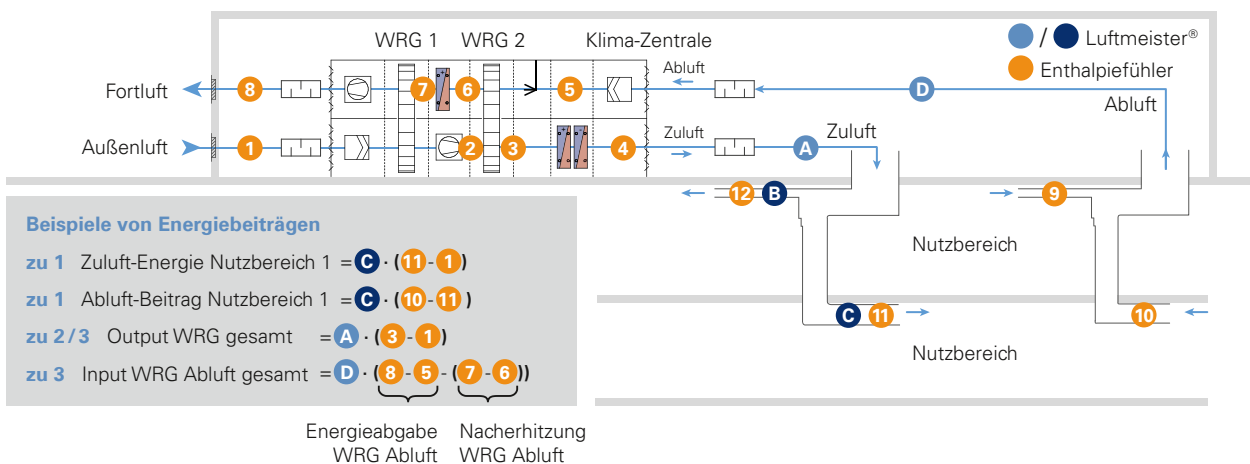 WRG 1 WRG 2 Klima-Zentrale
/ Luftmeister®
Enthalpiefühler
Fortluft 8 7 6 5 Abluft D Abluft
Außenluft 1 2 3 4 Zuluft A Zuluft
12 B 9
Nutzbereich
C 11 10
Nutzbereich
Beispiele von Energiebeiträgen
zu 1 Zuluft-Energie Nutzbereich 1 = C · (11 - 1)
zu 1 Abluft-Beitrag Nutzbereich 1 = C · (10 - 11)
zu 2 / 3 Output WRG gesamt = A · (3 - 1)
zu 3 Input WRG Abluft gesamt = D · (8 - 5 - (7 - 6))
Energieabgabe
WRG Abluft
Nacherhitzung
WRG Abluft